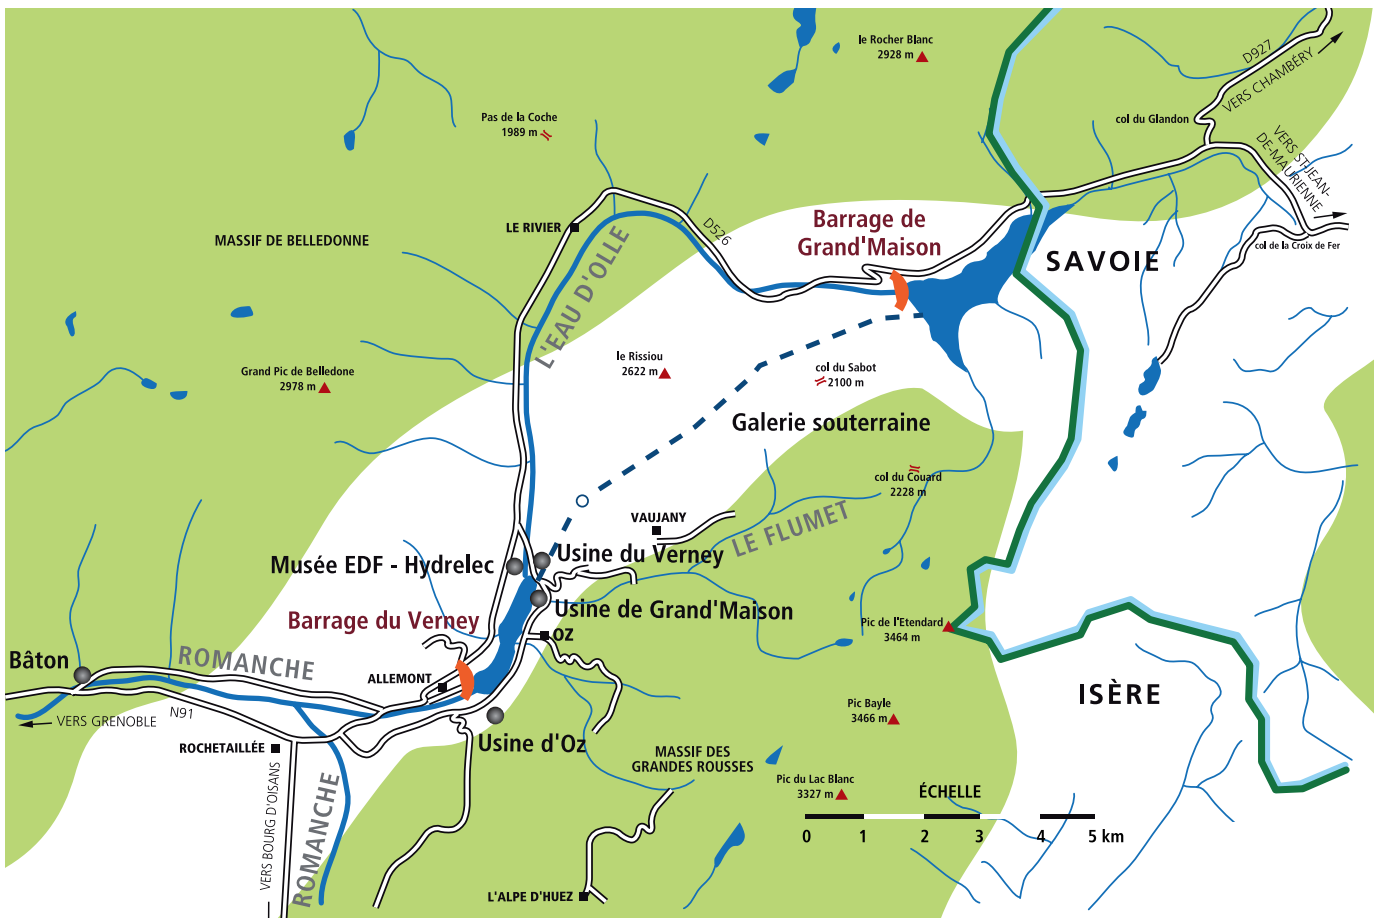 le Rocher Blanc
2928 m
D927
VERS CHAMBÉRY
Pas de la Coche
1989 m
col du Glandon
VERS ST-JEAN-
DE-MAURIENNE
MASSIF DE BELLEDONNE
LE RIVIER
D526
Barrage de
Grand'Maison
SAVOIE
col de la Croix de Fer
L'EAU D'OLLE
Grand Pic de Belledone
2978 m
le Rissiou
2622 m
col du Sabot
2100 m
Galerie souterraine
col du Couard
2228 m
VAUJANY
LE FLUMET
Musée EDF - Hydrelec
Usine du Verney
Usine de Grand'Maison
Barrage du Verney
OZ
Pic de l'Etendard
3464 m
Bâton
ROMANCHE
ALLEMONT
ISÈRE
VERS GRENOBLE
N91
Pic Bayle
3466 m
ROCHETAILLÉE
Usine d'Oz
MASSIF DES
GRANDES ROUSSES
VERS BOURG D'OISANS
ROMANCHE
Pic du Lac Blanc
3327 m
ÉCHELLE
0 1 2 3 4 5 km
L'ALPE D'HUEZ